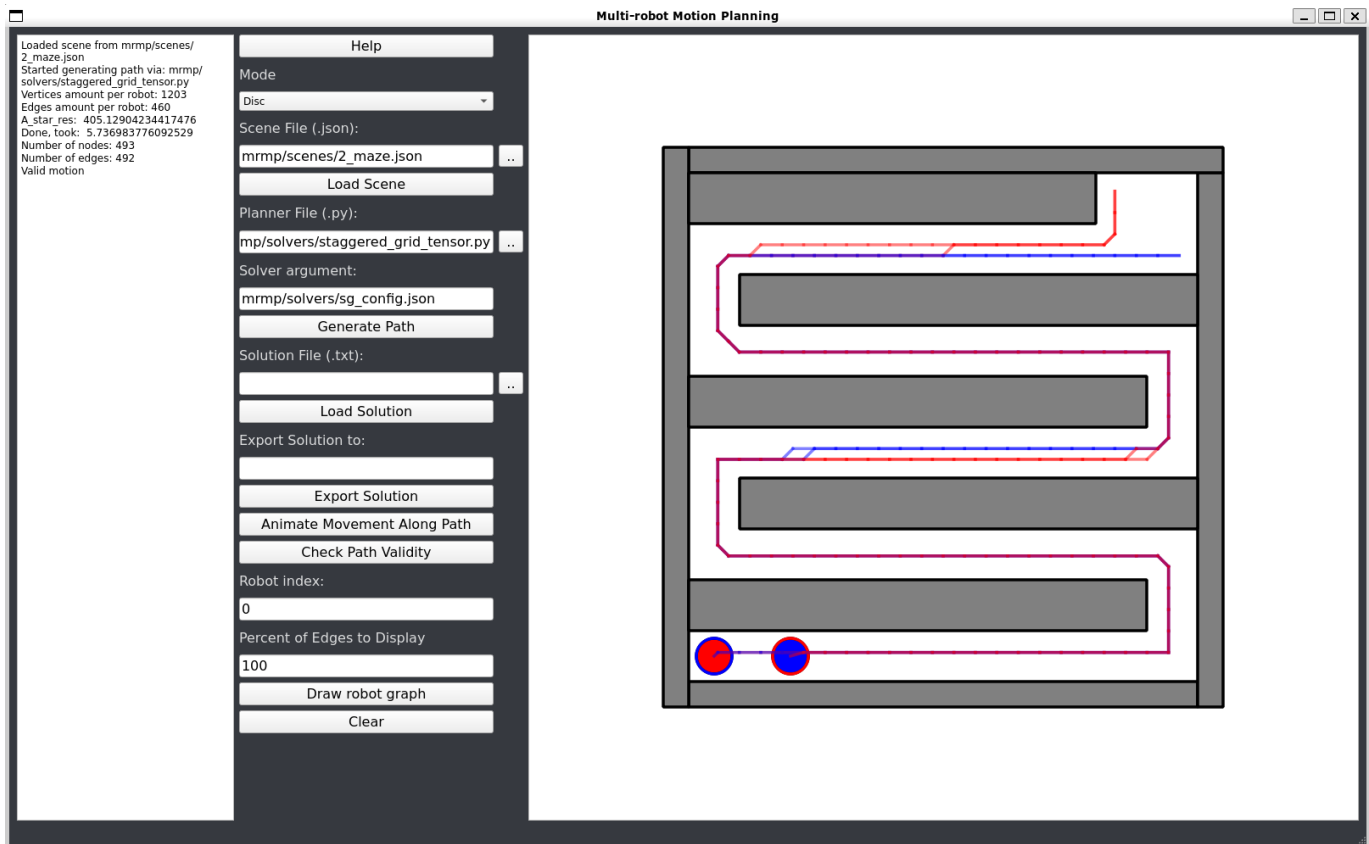 Multi-robot Motion Planning
Loaded scene from mrmp/scenes/
2_maze.json
Started generating path via: mrmp/
solvers/staggered_grid_tensor.py
Vertices amount per robot: 1203
Edges amount per robot: 460
A_star_res:  405.12904234417476
Done, took:  5.736983776092529
Number of nodes: 493
Number of edges: 492
Valid motion
Help
Mode
Disc
Scene File (.json):
mrmp/scenes/2_maze.json
..
Load Scene
Planner File (.py):
mp/solvers/staggered_grid_tensor.py
..
Solver argument:
mrmp/solvers/sg_config.json
Generate Path
Solution File (.txt):
..
Load Solution
Export Solution to:
Export Solution
Animate Movement Along Path
Check Path Validity
Robot index:
0
Percent of Edges to Display
100
Draw robot graph
Clear